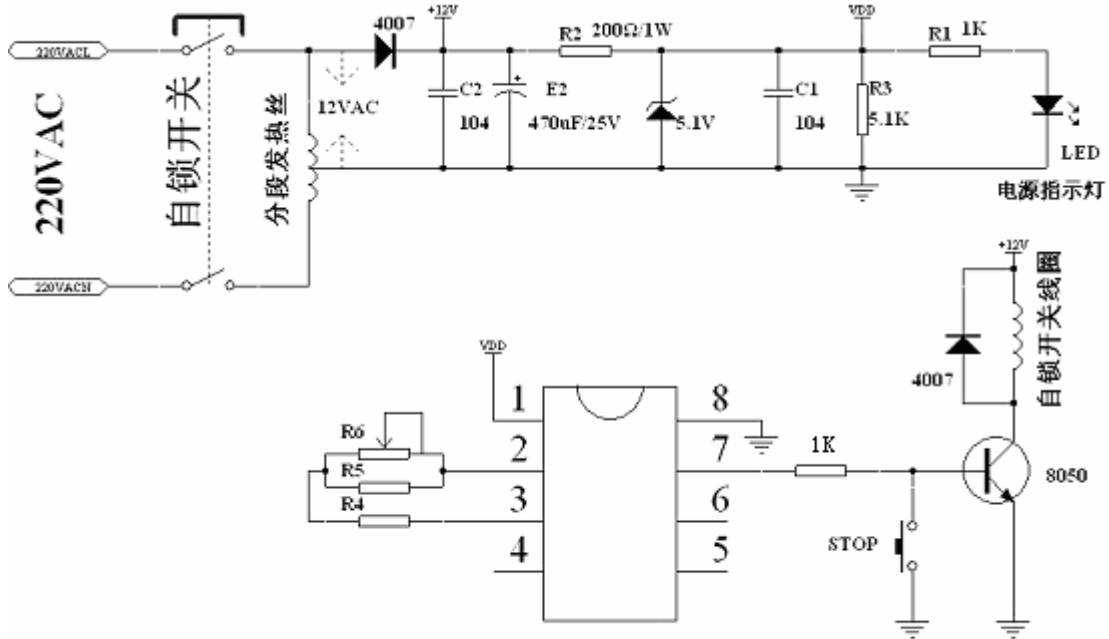 +12V
VDD
4007
R2
200Ω/1W
R1
1K
220VACL
12VAC
C2
104
E2
470uF/25V
5.1V
C1
104
R3
5.1K
LED
电源指示灯
220VAC
自锁开关
分段发热丝
220VACN
+12V
4007
自锁开关线圈
VDD
1
8
2
7
3
6
4
5
R6
R5
R4
1K
8050
STOP